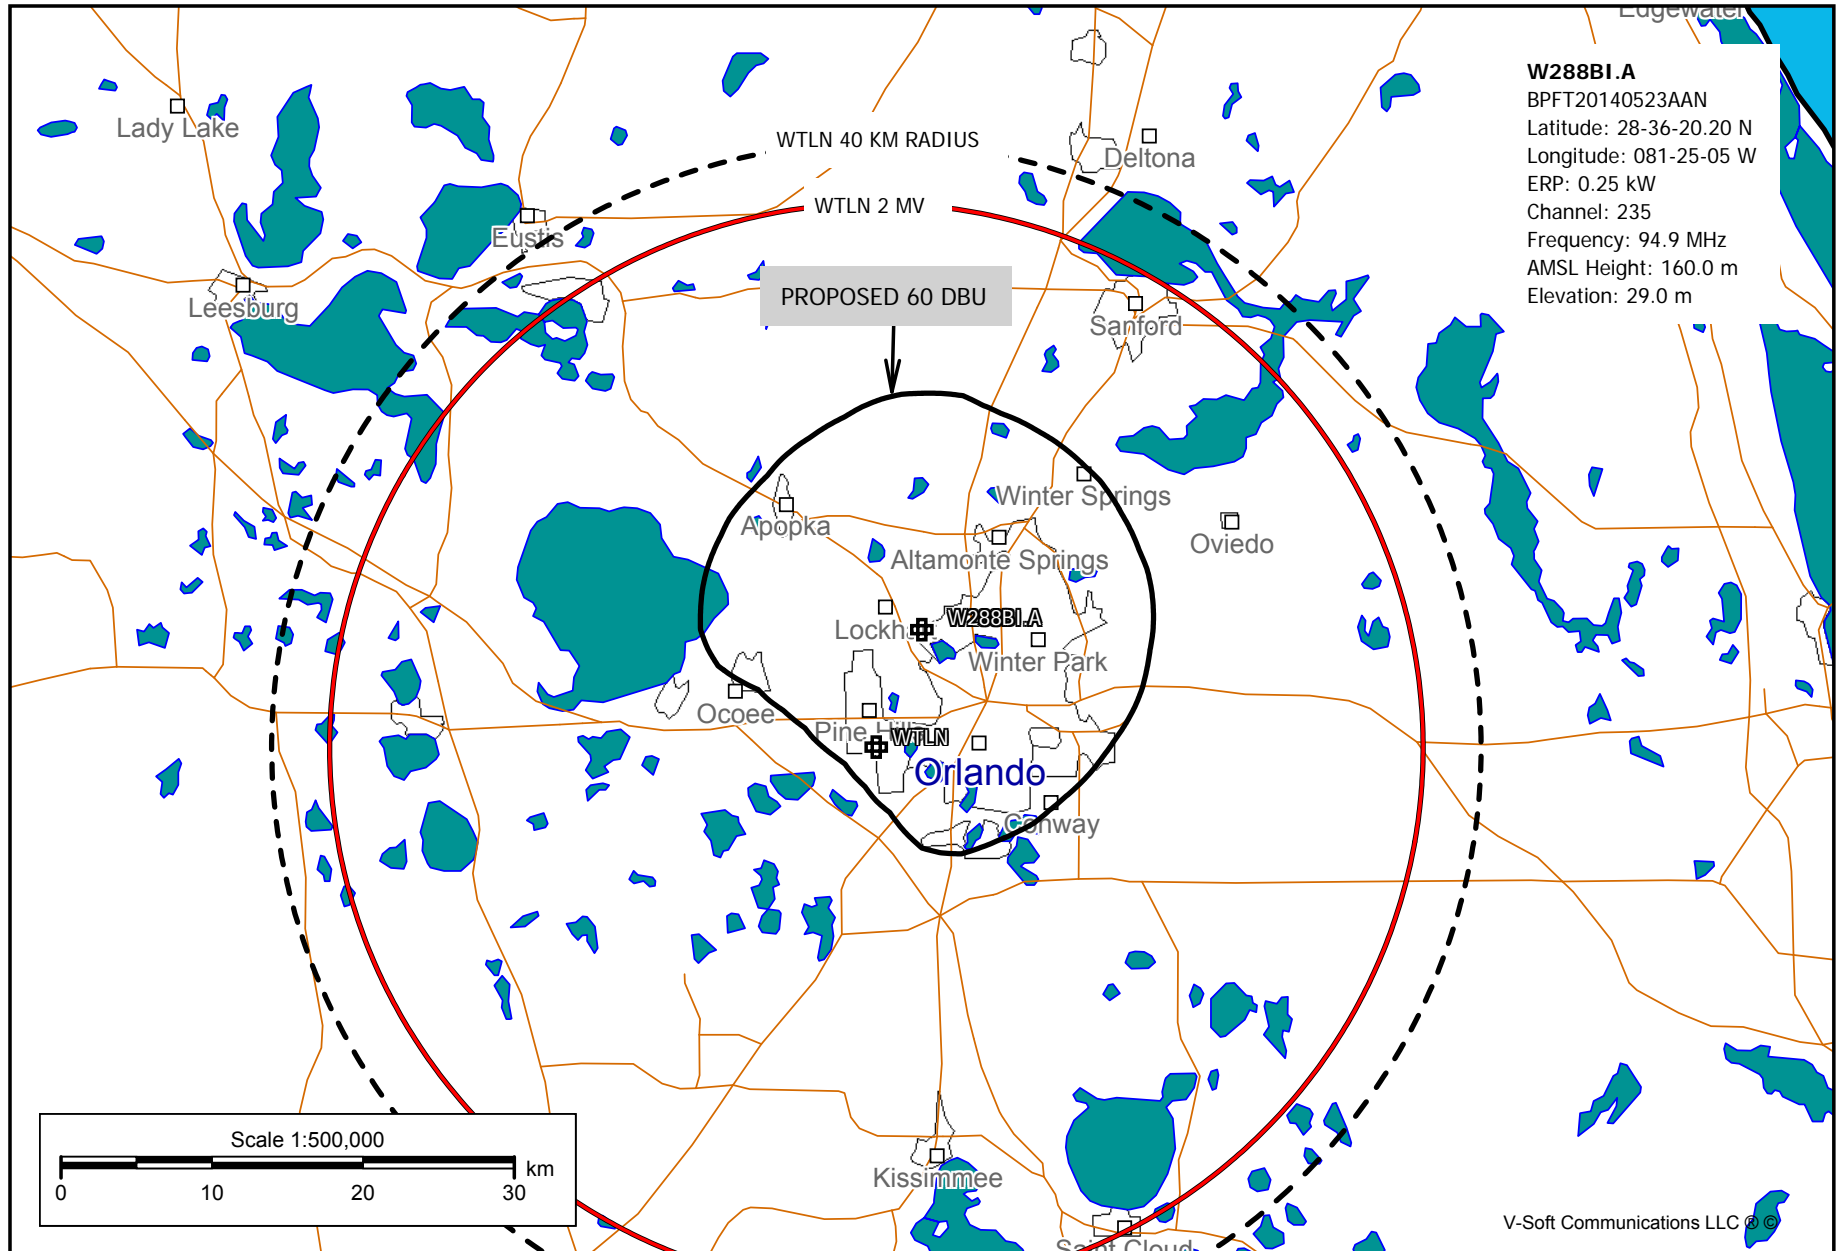 Edgewater
W288BI.A
BPFT20140523AAN
Latitude: 28-36-20.20 N
Longitude: 081-25-05 W
ERP: 0.25 kW
Channel: 235
Frequency: 94.9 MHz
AMSL Height: 160.0 m
Elevation: 29.0 m
Lady Lake
WTLN 40 KM RADIUS
Deltona
WTLN 2 MV
Eustis
Leesburg
PROPOSED 60 DBU
Sanford
Winter Springs
Apopka
Oviedo
Altamonte Springs
W288BI.A
Winter Park
Ocoee
WTLN
Orlando
Conway
Scale 1:500,000
km
0 10 20 30
Kissimmee
V-Soft Communications LLC ® ©
Saint Cloud